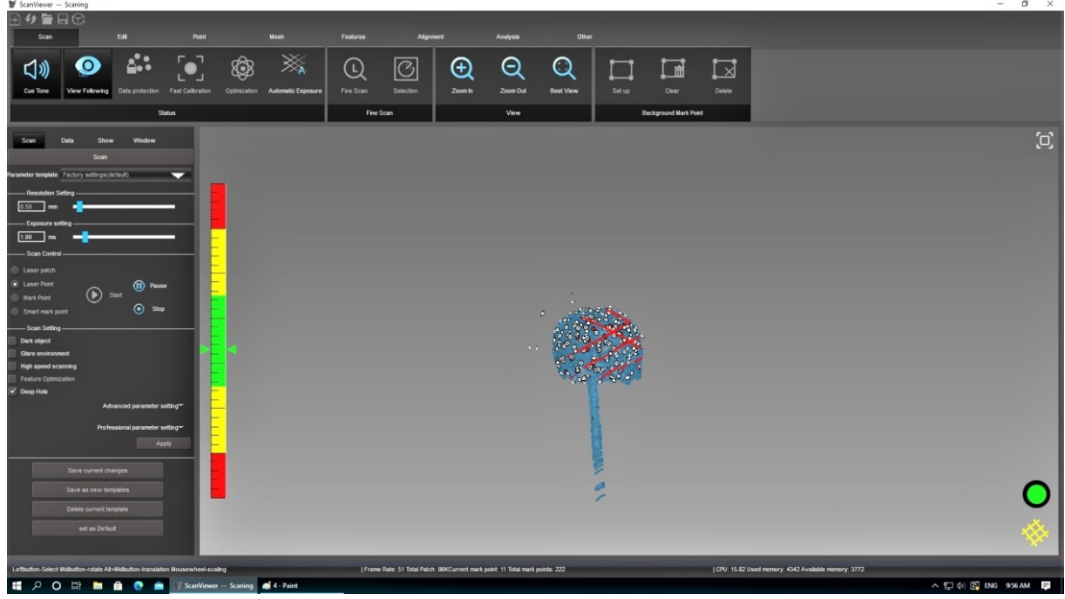 ScanViewer -- Scaning
Scan Edit Point Mesh Features Alignment Analysis Other
Cue Tone View Following Data protection Fast Calibration Optimization Automatic Exposure Fine Scan Selection Zoom In Zoom Out Best View Set up Clear Delete
Status Fine Scan View Background Mark Point
Scan Data Show Window
Scan
Parameter template Factory settings(default)
Resolution Setting
0.50 mm
Exposure setting
1.00 ms
Scan Control
Laser patch
Laser Point
Mark Point
Smart mark point
Start
Pause
Stop
Scan Setting
Dark object
Glare environment
High speed scanning
Feature Optimization
Deep Hole
Advanced parameter setting
Professional parameter setting
Apply
Save current changes
Save as new templates
Delete current template
set as Default
Leftbutton-Select Midbutton-rotate Alt+Midbutton-translation Mousewheel-scaling | Frame Rate: 51 Total Patch: 86KCurrent mark point: 11 Total mark points: 222 | CPU: 15.82 Used memory: 4342 Available memory: 3772
ScanViewer -- Scaning 4 - Paint ENG 9:56 AM